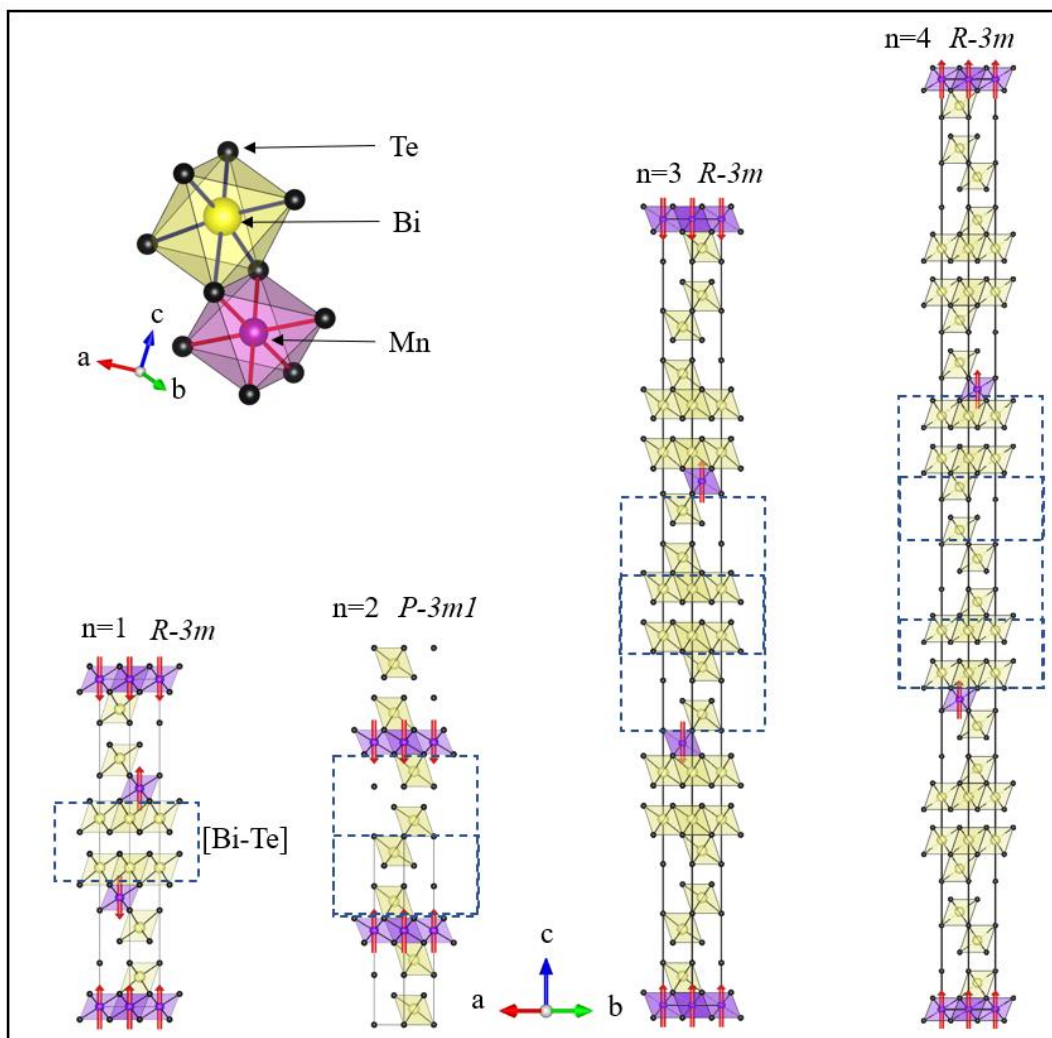 n=4 R-3m
Te
n=3 R-3m
Bi
c
Mn
a
b
n=1 R-3m
n=2 P-3m1
[Bi-Te]
c
a
b